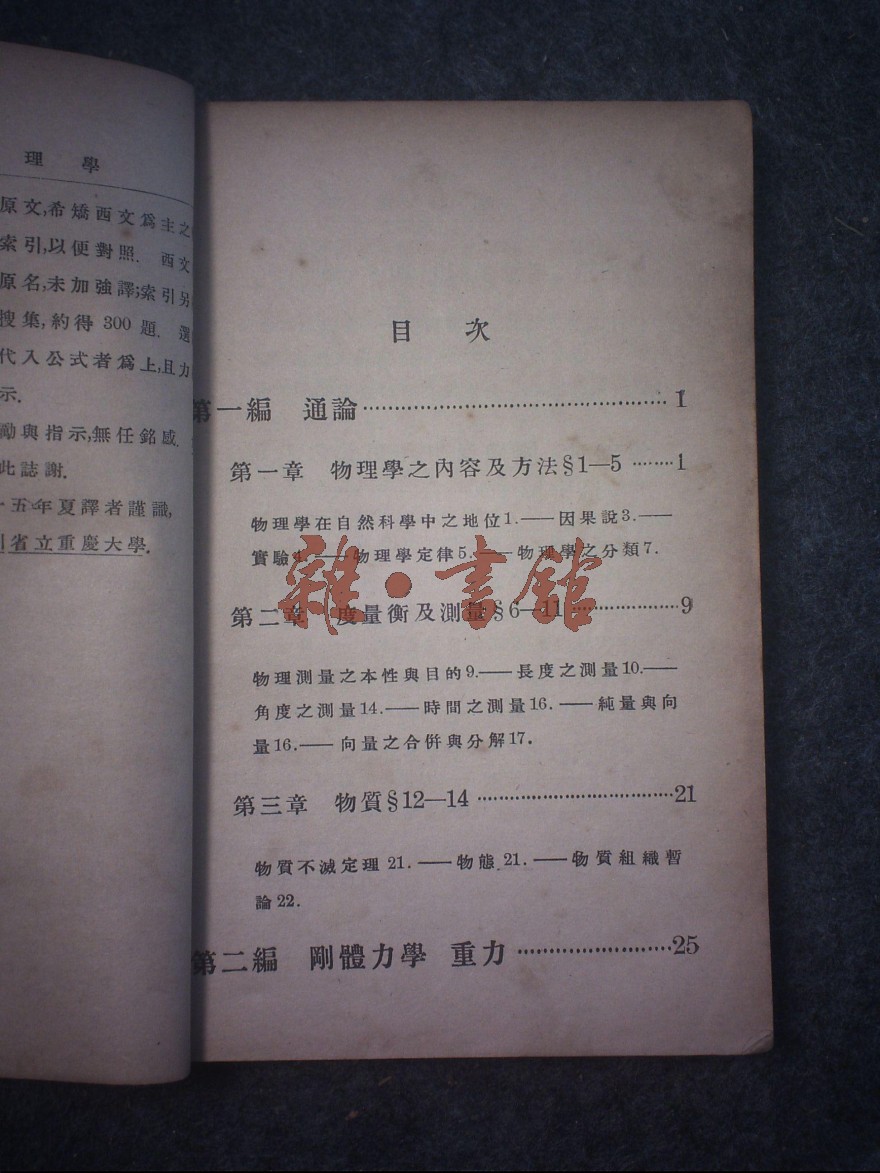 理學
原文,希矯西文爲主之
索引,以便對照. 西文
原名,未加強譯;索引另
搜集,約得 300 題. 選
代入公式者爲上,且力
示.
勵與指示,無任銘感.
此誌謝.
十五年夏譯者謹識,
川省立重慶大學.
目次
第一編 通論 1
第一章 物理學之內容及方法§1—5 1
物理學在自然科學中之地位1.——因果說3.——
實驗4.——物理學定律5.——物理學之分類7.
第二章 度量衡及測量§6—11 9
物理測量之本性與目的9.——長度之測量10.——
角度之測量14.——時間之測量16.——純量與向
量16.——向量之合併與分解17.
第三章 物質§12—14 21
物質不滅定理21.——物態21.——物質組織暫
論22.
第二編 剛體力學 重力 25
雜·書館